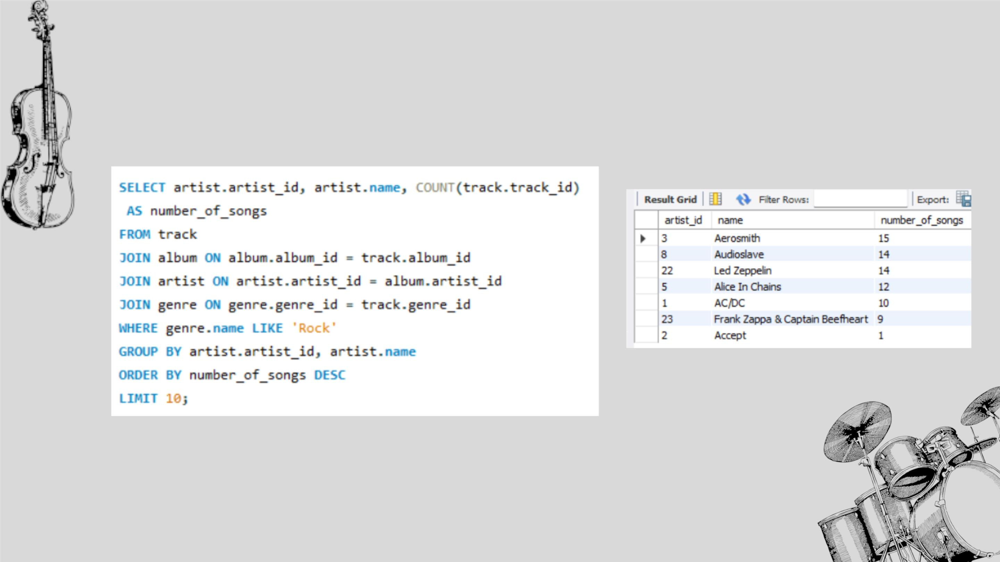 SELECT artist.artist_id, artist.name, COUNT(track.track_id)
AS number_of_songs
FROM track
JOIN album ON album.album_id = track.album_id
JOIN artist ON artist.artist_id = album.artist_id
JOIN genre ON genre.genre_id = track.genre_id
WHERE genre.name LIKE 'Rock'
GROUP BY artist.artist_id, artist.name
ORDER BY number_of_songs DESC
LIMIT 10;
Result Grid Filter Rows: Export:
artist_id name number_of_songs
3 Aerosmith 15
8 Audioslave 14
22 Led Zeppelin 14
5 Alice In Chains 12
1 AC/DC 10
23 Frank Zappa & Captain Beefheart 9
2 Accept 1